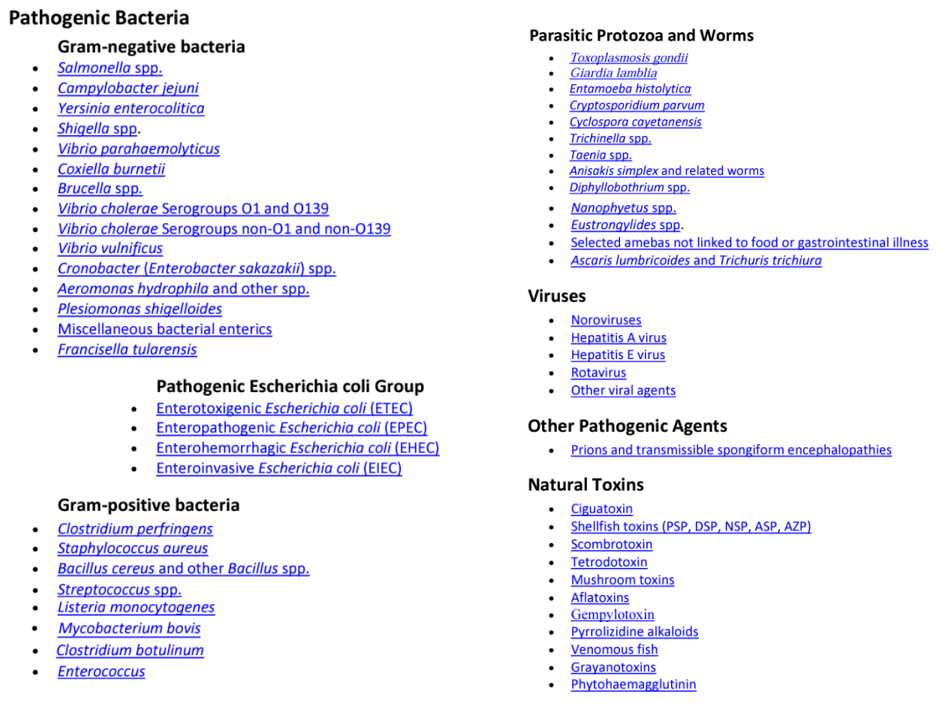 Pathogenic Bacteria
Gram-negative bacteria
• Salmonella spp.
• Campylobacter jejuni
• Yersinia enterocolitica
• Shigella spp.
• Vibrio parahaemolyticus
• Coxiella burnetii
• Brucella spp.
• Vibrio cholerae Serogroups O1 and O139
• Vibrio cholerae Serogroups non-O1 and non-O139
• Vibrio vulnificus
• Cronobacter (Enterobacter sakazakii) spp.
• Aeromonas hydrophila and other spp.
• Plesiomonas shigelloides
• Miscellaneous bacterial enterics
• Francisella tularensis
Pathogenic Escherichia coli Group
• Enterotoxigenic Escherichia coli (ETEC)
• Enteropathogenic Escherichia coli (EPEC)
• Enterohemorrhagic Escherichia coli (EHEC)
• Enteroinvasive Escherichia coli (EIEC)
Gram-positive bacteria
• Clostridium perfringens
• Staphylococcus aureus
• Bacillus cereus and other Bacillus spp.
• Streptococcus spp.
• Listeria monocytogenes
• Mycobacterium bovis
• Clostridium botulinum
• Enterococcus
Parasitic Protozoa and Worms
• Toxoplasmosis gondii
• Giardia lamblia
• Entamoeba histolytica
• Cryptosporidium parvum
• Cyclospora cayetanensis
• Trichinella spp.
• Taenia spp.
• Anisakis simplex and related worms
• Diphyllobothrium spp.
• Nanophyetus spp.
• Eustrongylides spp.
• Selected amebas not linked to food or gastrointestinal illness
• Ascaris lumbricoides and Trichuris trichiura
Viruses
• Noroviruses
• Hepatitis A virus
• Hepatitis E virus
• Rotavirus
• Other viral agents
Other Pathogenic Agents
• Prions and transmissible spongiform encephalopathies
Natural Toxins
• Ciguatoxin
• Shellfish toxins (PSP, DSP, NSP, ASP, AZP)
• Scombrotoxin
• Tetrodotoxin
• Mushroom toxins
• Aflatoxins
• Gempylotoxin
• Pyrrolizidine alkaloids
• Venomous fish
• Grayanotoxins
• Phytohaemagglutinin